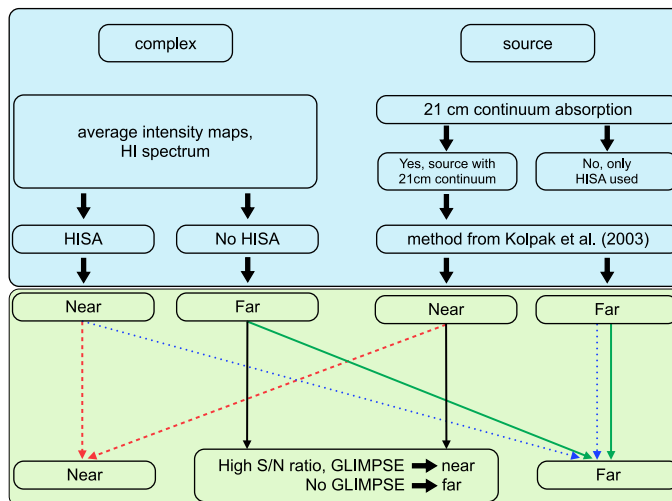 complex
source
average intensity maps,
HI spectrum
21 cm continuum absorption
Yes, source with
21cm continuum
No, only
HISA used
HISA
No HISA
method from Kolpak et al. (2003)
Near
Far
Near
Far
Near
High S/N ratio, GLIMPSE near
No GLIMPSE far
Far